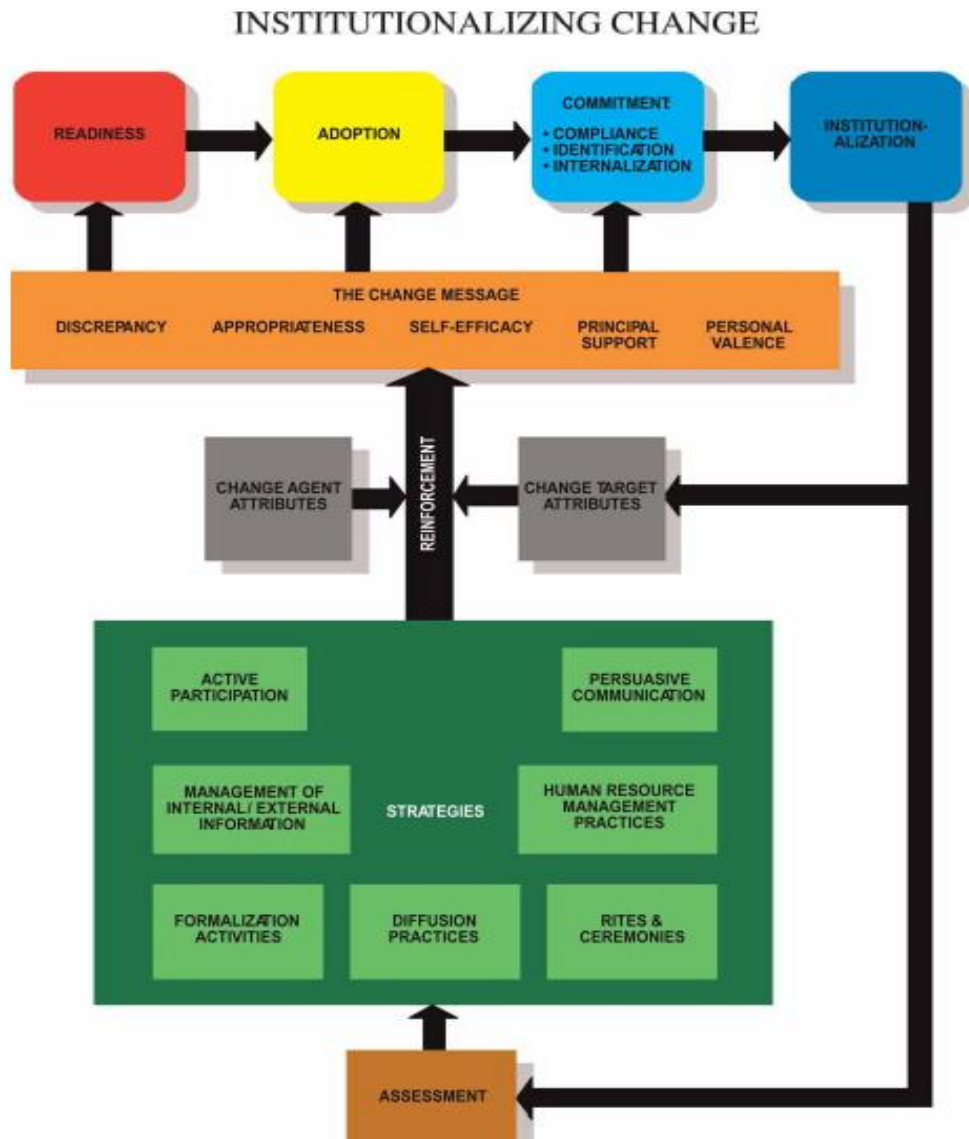 INSTITUTIONALIZING CHANGE
READINESS
ADOPTION
COMMITMENT:
• COMPLIANCE
• IDENTIFICATION
• INTERNALIZATION
INSTITUTION-
ALIZATION
THE CHANGE MESSAGE
DISCREPANCY
APPROPRIATENESS
SELF-EFFICACY
PRINCIPAL
SUPPORT
PERSONAL
VALENCE
CHANGE AGENT
ATTRIBUTES
REINFORCEMENT
CHANGE TARGET
ATTRIBUTES
ACTIVE
PARTICIPATION
PERSUASIVE
COMMUNICATION
MANAGEMENT OF
INTERNAL/ EXTERNAL
INFORMATION
STRATEGIES
HUMAN RESOURCE
MANAGEMENT
PRACTICES
FORMALIZATION
ACTIVITIES
DIFFUSION
PRACTICES
RITES &
CEREMONIES
ASSESSMENT